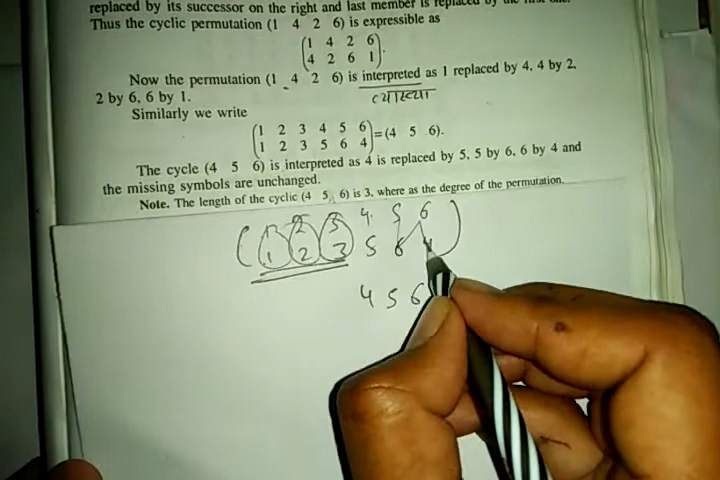 replaced by its successor on the right and last member is replaced by the first one.
Thus the cyclic permutation (1 4 2 6) is expressible as
(1 4 2 6
4 2 6 1).
Now the permutation (1 4 2 6) is interpreted as 1 replaced by 4, 4 by 2,
2 by 6, 6 by 1.
व्याख्या
Similarly we write
(1 2 3 4 5 6
1 2 3 5 6 4) = (4 5 6).
The cycle (4 5 6) is interpreted as 4 is replaced by 5, 5 by 6, 6 by 4 and
the missing symbols are unchanged.
Note. The length of the cyclic (4 5 6) is 3, where as the degree of the permutation.
(1 2 3 4 5 6)
1 2 3 5 6 4
4 5 6